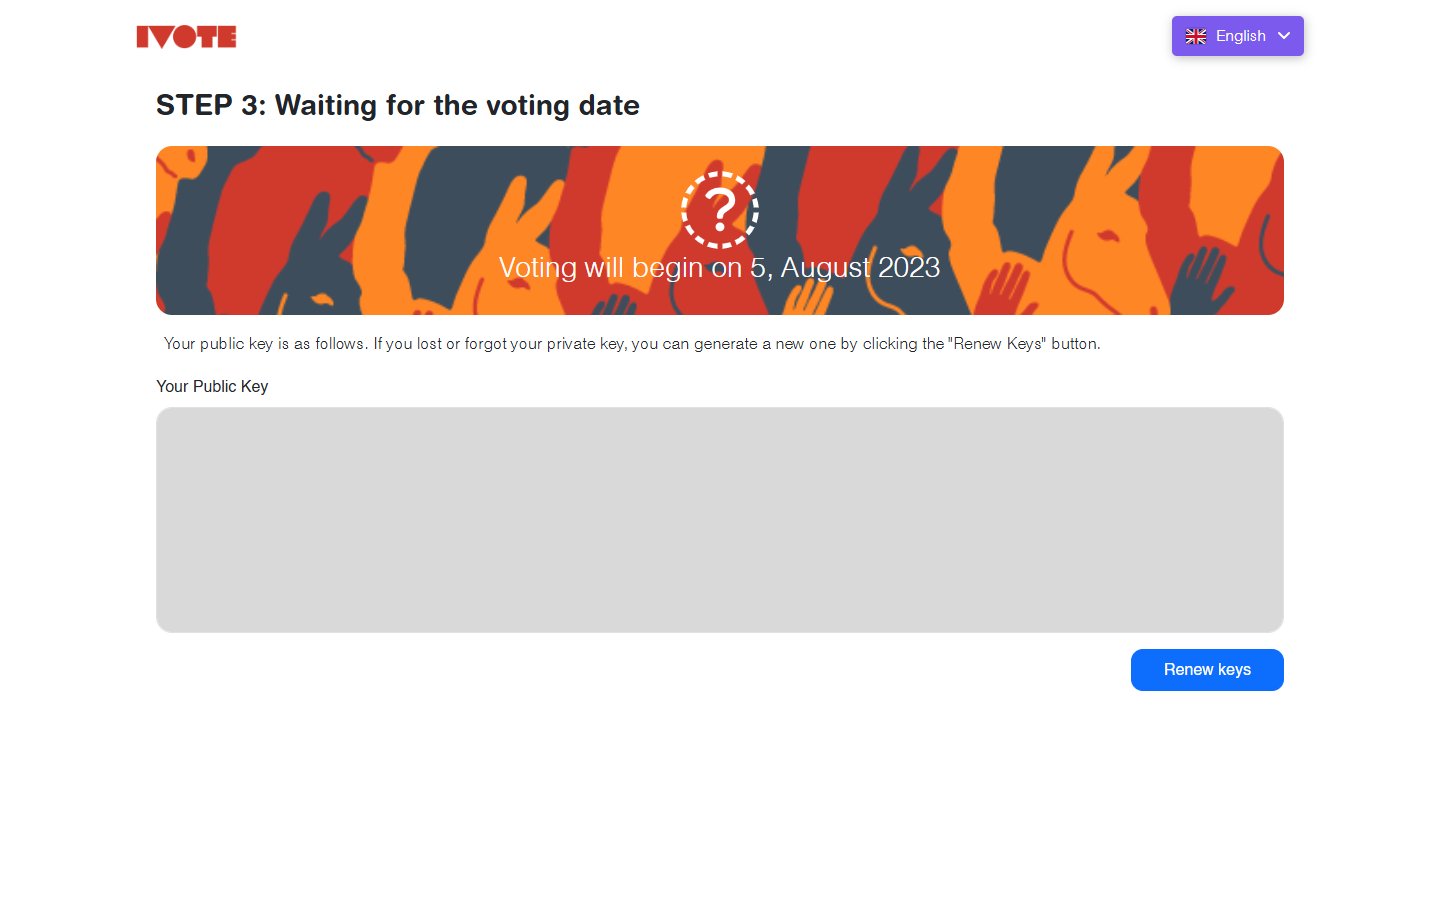 IVOTE
English
STEP 3: Waiting for the voting date
?
Voting will begin on 5, August 2023
Your public key is as follows. If you lost or forgot your private key, you can generate a new one by clicking the "Renew Keys" button.
Your Public Key
Renew keys